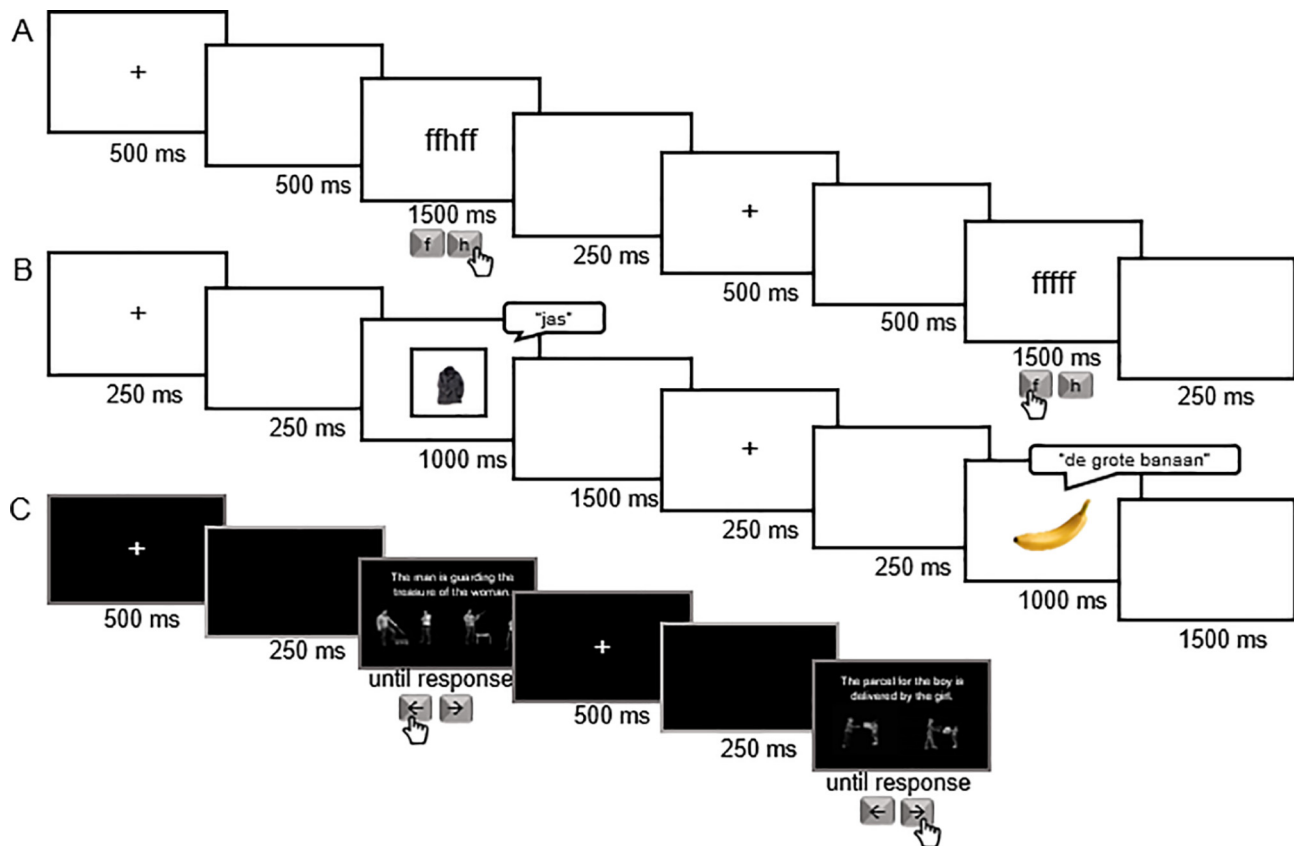 A
+
500 ms
500 ms
ffhff
1500 ms
f h
250 ms
+
500 ms
500 ms
fffff
1500 ms
f h
250 ms
B
+
250 ms
250 ms
"jas"
1000 ms
1500 ms
+
250 ms
250 ms
"de grote banaan"
1000 ms
1500 ms
C
+
500 ms
250 ms
The man is guarding the
treasure of the woman.
until response
← →
+
500 ms
250 ms
The parcel for the boy is
delivered by the girl.
until response
← →